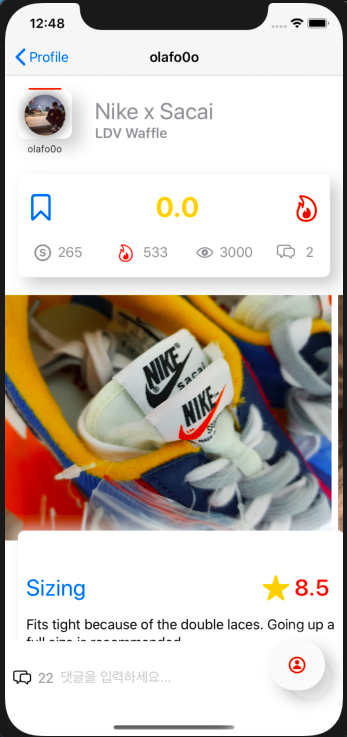 12:48
Profile
olafo0o
Nike x Sacai
LDV Waffle
olafo0o
0.0
S 265 533 3000 2
NIKE
sacai
NIKE
Sizing
8.5
Fits tight because of the double laces. Going up a
full size is recommended
22 댓글을 입력하세요...